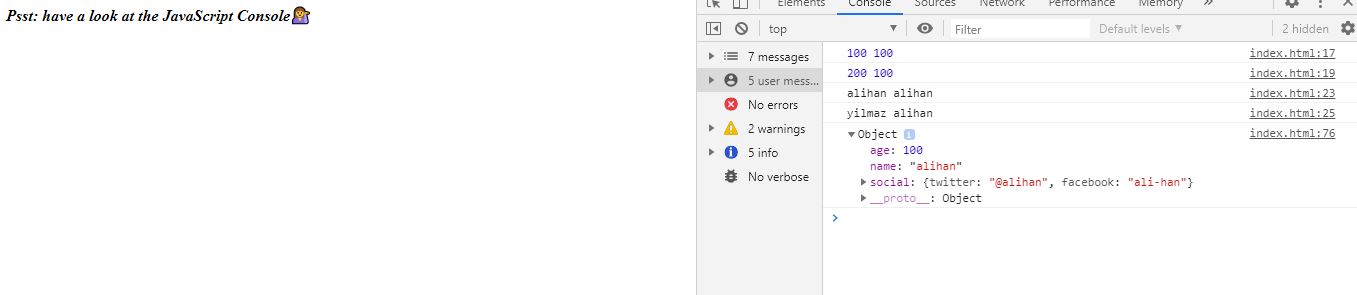 Psst: have a look at the JavaScript Console💁
Elements Console Sources Network Performance Memory »
top Filter Default levels 2 hidden
7 messages
5 user mess...
No errors
2 warnings
5 info
No verbose
100 100 index.html:17
200 100 index.html:19
alihan alihan index.html:23
yilmaz alihan index.html:25
Object i index.html:76
age: 100
name: "alihan"
social: {twitter: "@alihan", facebook: "ali-han"}
__proto__: Object